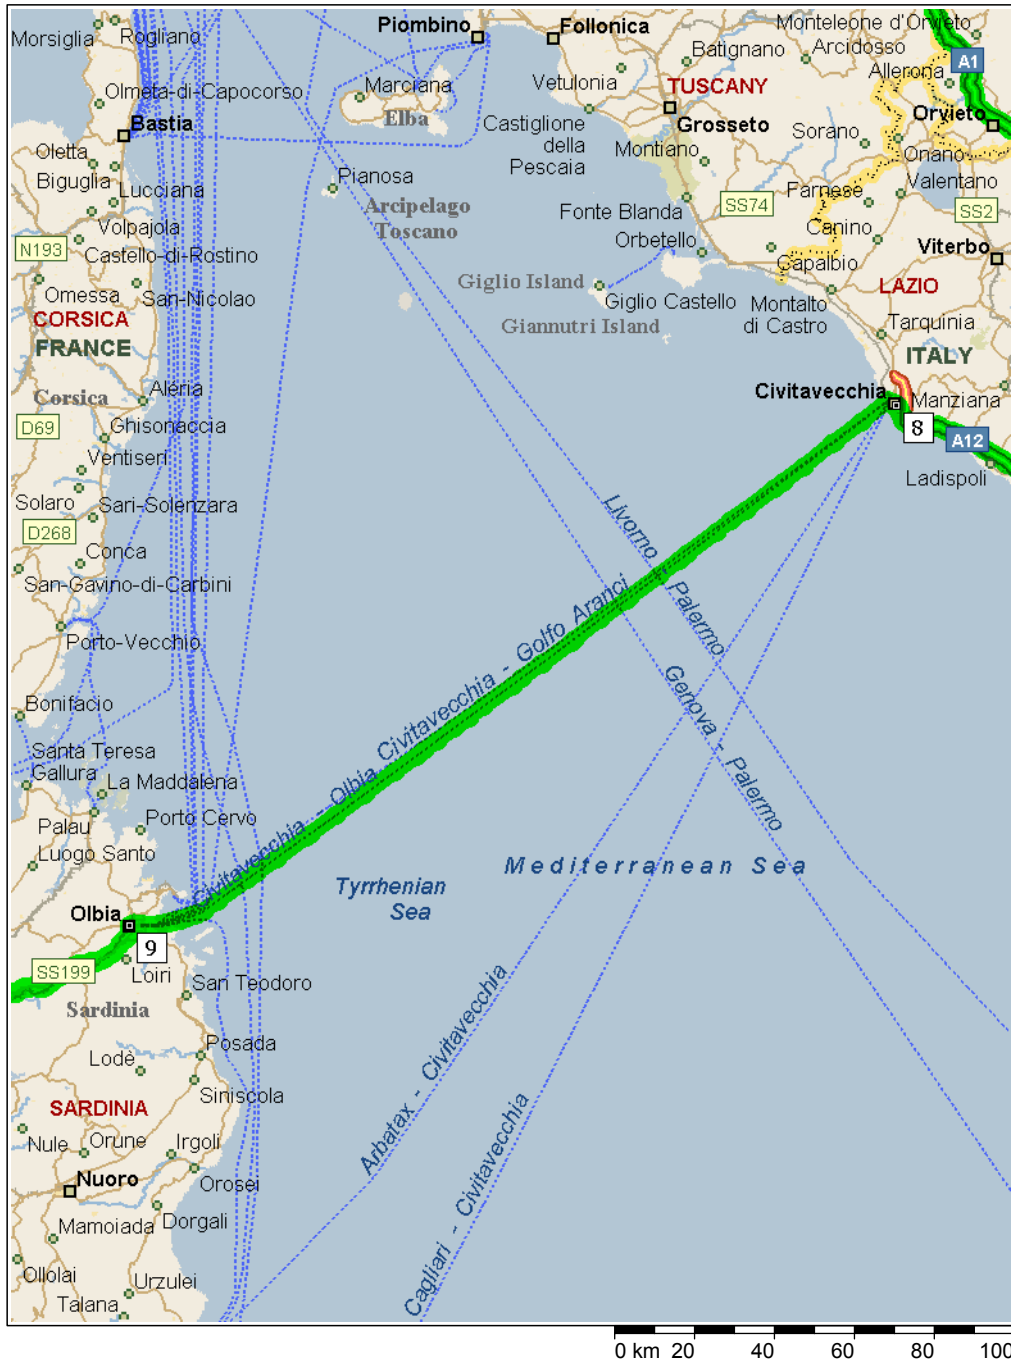 Morsiglia
Rogliano
Piombino
Follonica
Monteleone d'Orvieto
Batignano
Arcidosso
A1
Allerona
Marciana
Vetulonia
TUSCANY
Olmeta-di-Capocorso
Elba
Orvieto
Bastia
Castiglione
della
Pescaia
Grosseto
Sorano
Onano
Oletta
Montiano
Biguglia
Pianosa
Lucciana
Farnese
Valentano
Arcipelago
Toscano
Fonte Blanda
SS74
SS2
Volpajola
Canino
N193
Orbetello
Viterbo
Castello-di-Rostino
Capalbio
Giglio Island
Omessa
San-Nicolao
Giglio Castello
Montalto
di Castro
LAZIO
CORSICA
Giannutri Island
Tarquinia
FRANCE
ITALY
Corsica
Aléria
Civitavecchia
Manziana
D69
Ghisonaccia
8
A12
Ventiseri
Ladispoli
Solaro
Sari-Solenzara
Livorno - Palermo
D268
Conca
San-Gavino-di-Carbini
Civitavecchia - Golfo Aranci
Porto-Vecchio
Genova - Palermo
Bonifacio
Santa Teresa
Gallura
La Maddalena
Civitavecchia - Olbia
Palau
Porto Cervo
Luogo Santo
Mediterranean Sea
Tyrrhenian
Sea
Olbia
9
SS199
Loiri
San Teodoro
Arbatax - Civitavecchia
Sardinia
Posada
Lodè
Siniscola
SARDINIA
Cagliari - Civitavecchia
Nule
Orune
Irgoli
Nuoro
Orosei
Dorgali
Mamoiada
Ollolai
Urzulei
Talana
0 km 20 40 60 80 100